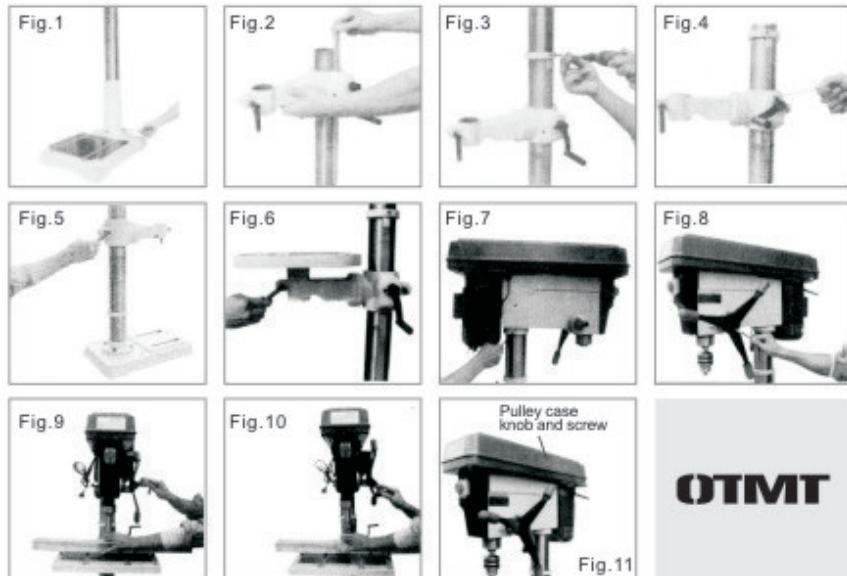 Fig.1
Fig.2
Fig.3
Fig.4
Fig.5
Fig.6
Fig.7
Fig.8
Fig.9
Fig.10
Pulley case
knob and screw
Fig.11
OTMT